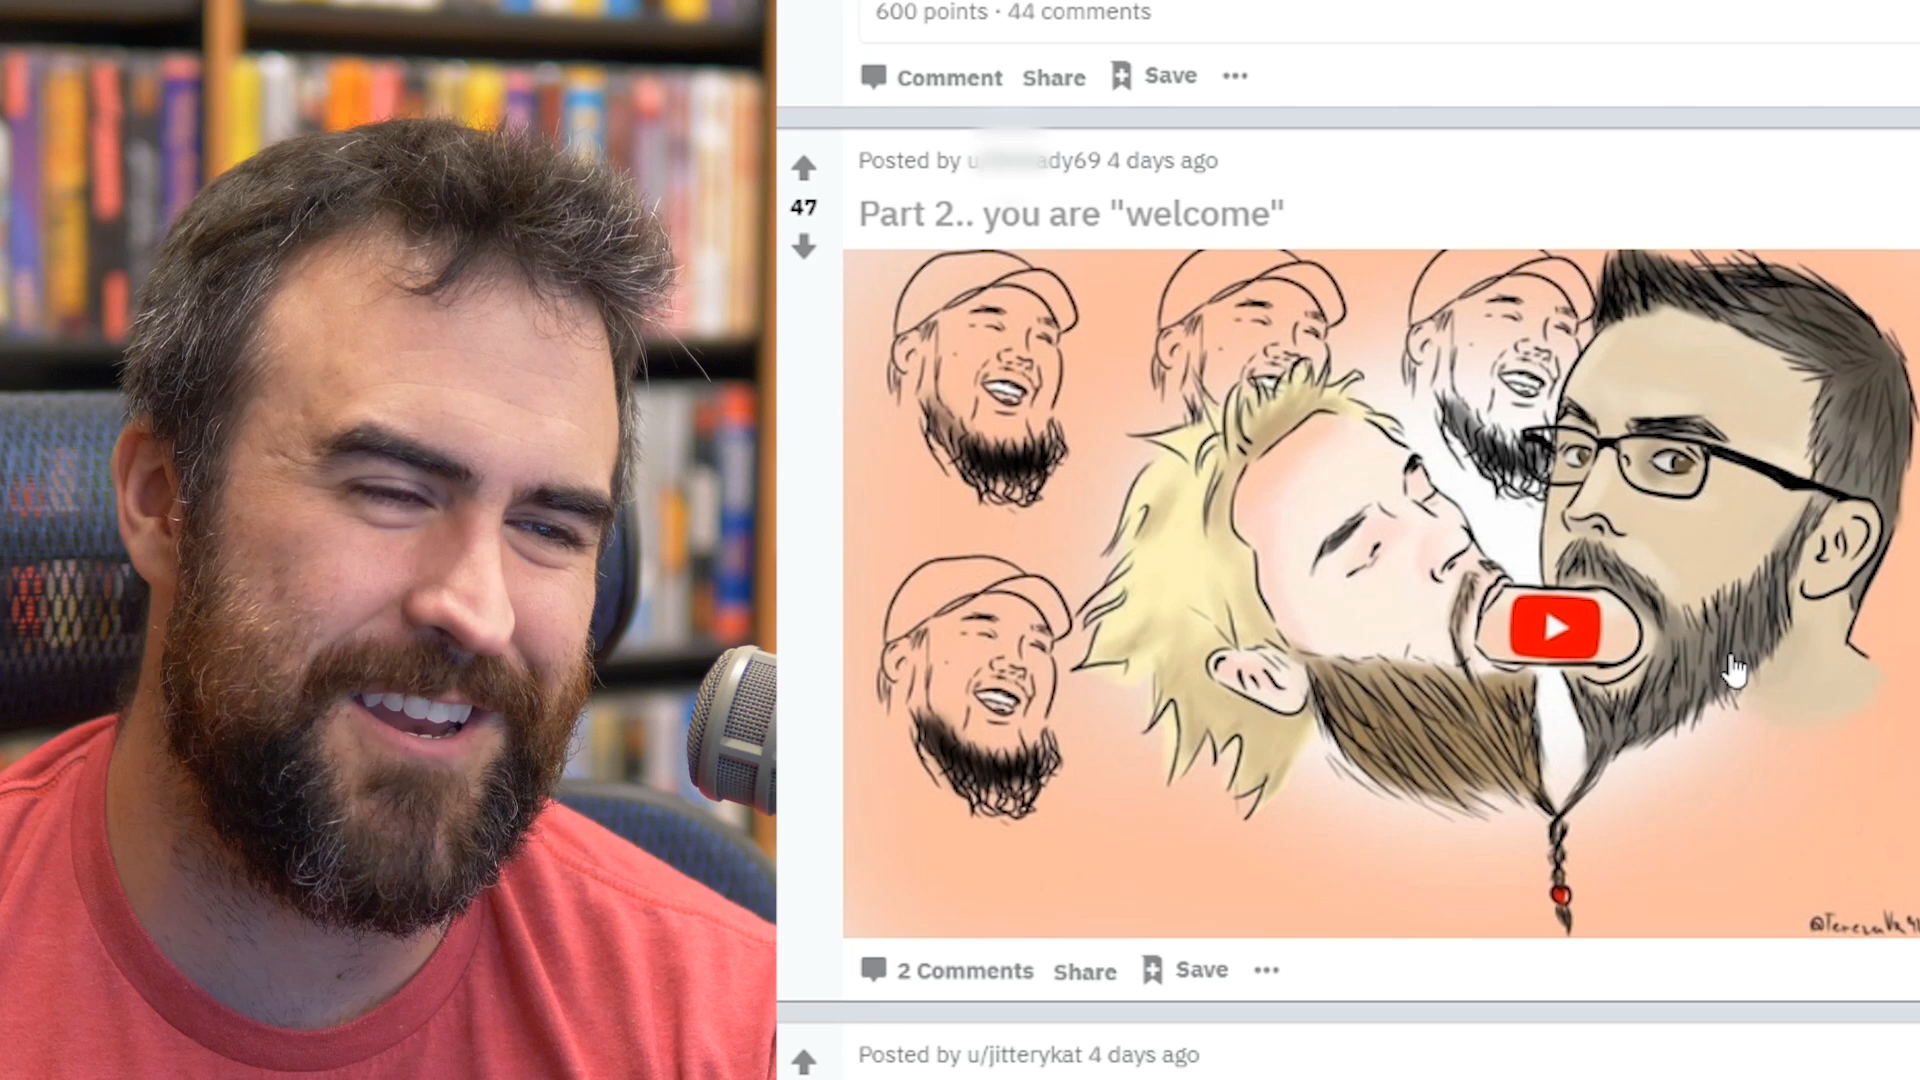 600 points · 44 comments
Comment Share Save
Posted by u ady69 4 days ago
47
Part 2.. you are "welcome"
2 Comments Share Save
Posted by u/jitterykat 4 days ago